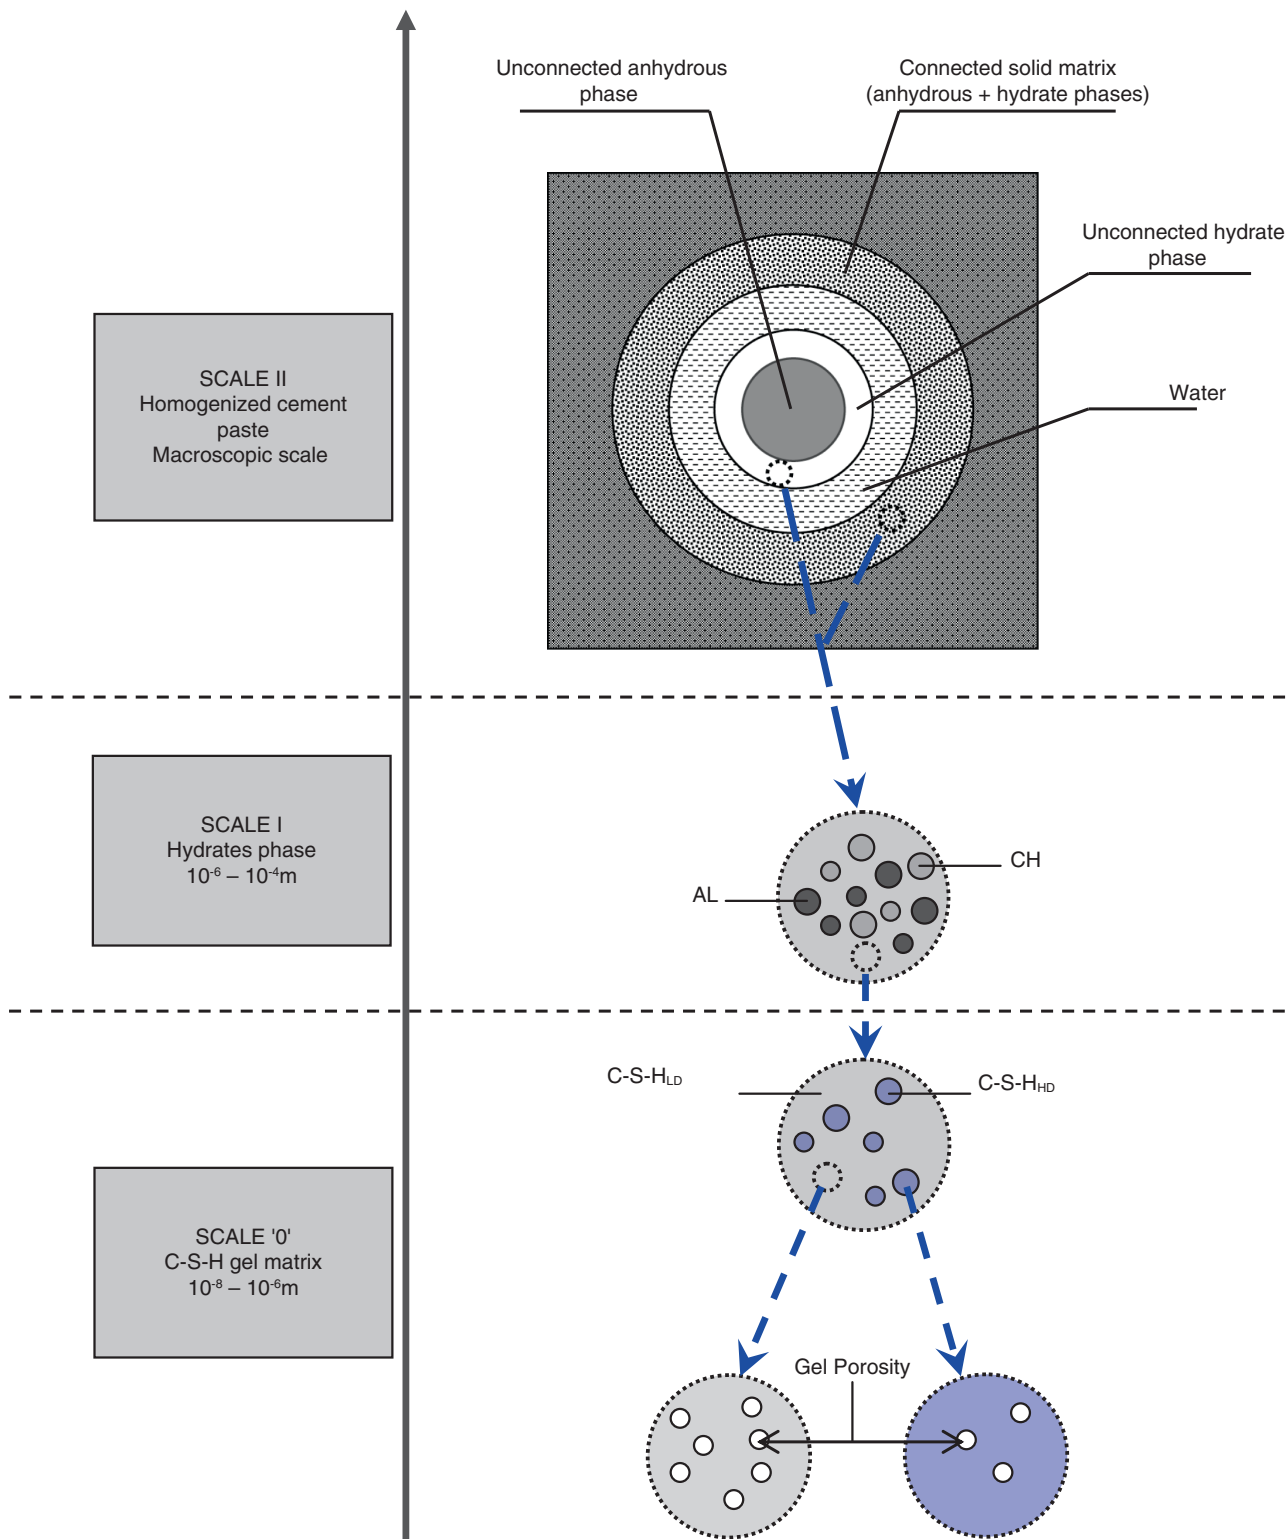 Unconnected anhydrous
phase
Connected solid matrix
(anhydrous + hydrate phases)
Unconnected hydrate
phase
Water
SCALE II
Homogenized cement
paste
Macroscopic scale
SCALE I
Hydrates phase
10⁻⁶ – 10⁻⁴m
CH
AL
C-S-H_LD
C-S-H_HD
SCALE '0'
C-S-H gel matrix
10⁻⁸ – 10⁻⁶m
Gel Porosity